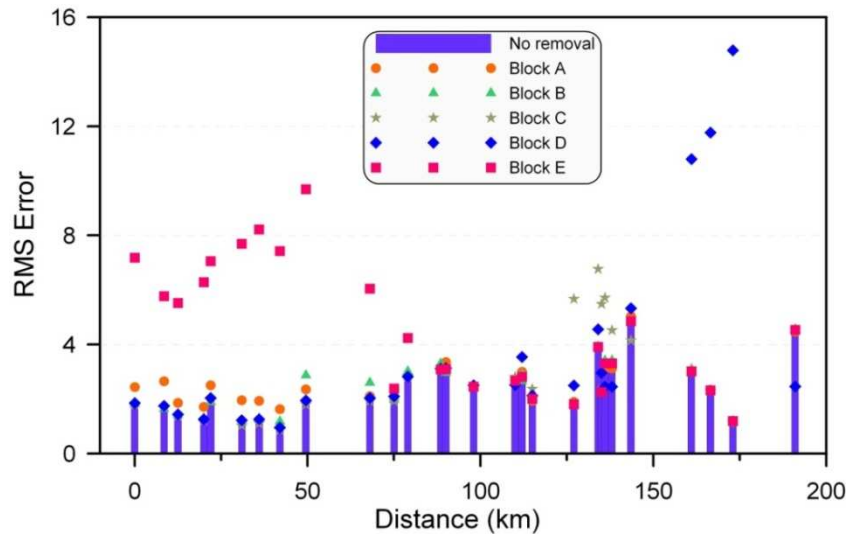 16
12
8
4
0
RMS Error
No removal
Block A
Block B
Block C
Block D
Block E
0
50
100
150
200
Distance (km)